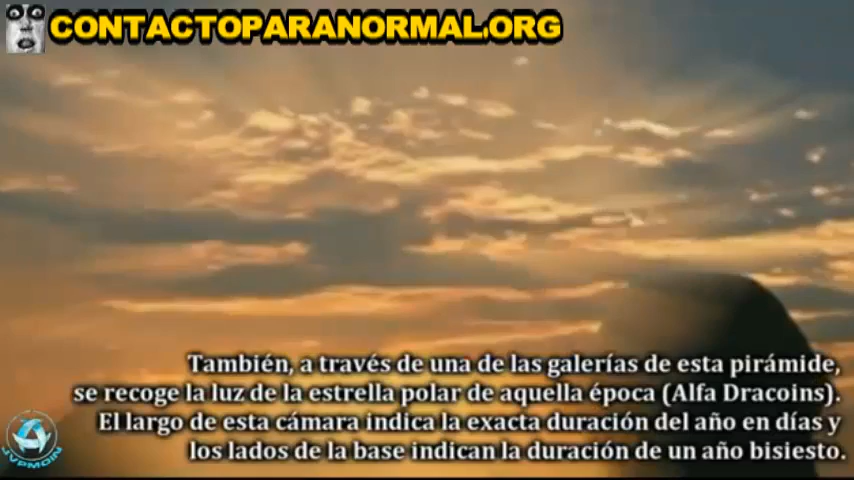 CONTACTOPARANORMAL.ORG
También, a través de una de las galerías de esta pirámide,
se recoge la luz de la estrella polar de aquella época (Alfa Dracoins).
El largo de esta cámara indica la exacta duración del año en días y
los lados de la base indican la duración de un año bisiesto.
JVPMOIN